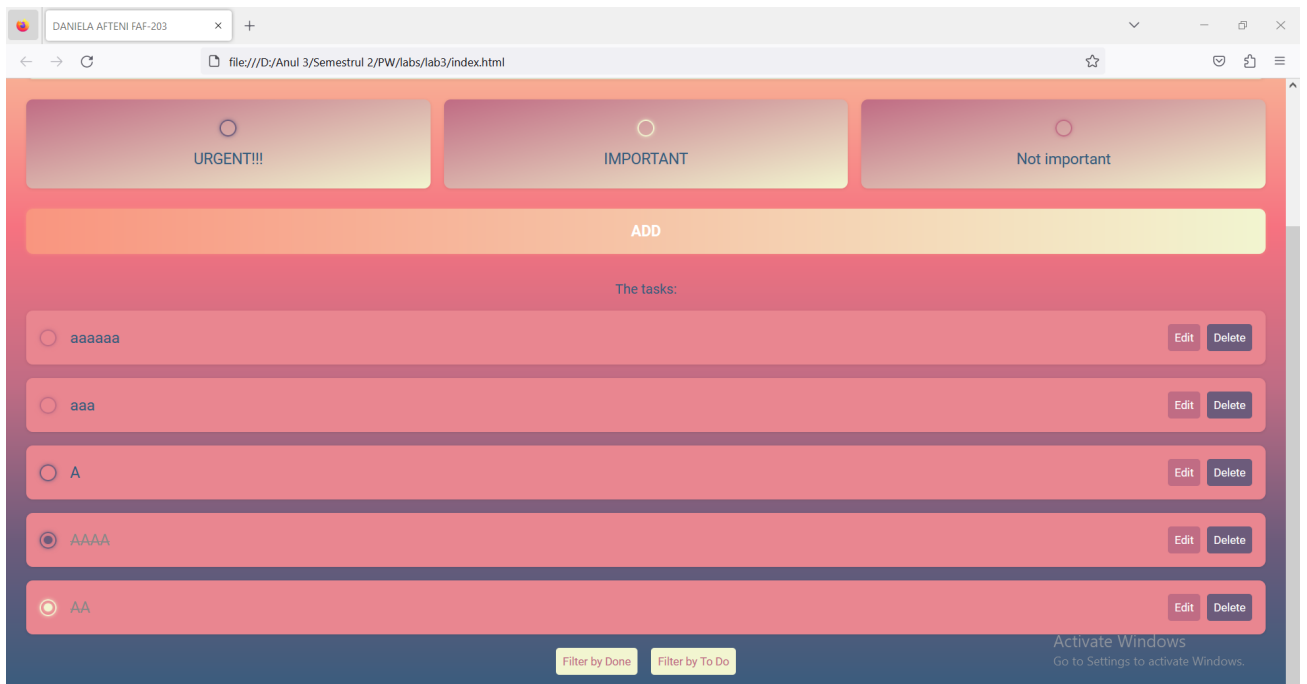 DANIELA AFTENI FAF-203
file:///D:/Anul 3/Semestrul 2/PW/labs/lab3/index.html
URGENT!!! IMPORTANT Not important
ADD
The tasks:
aaaaaa Edit Delete
aaa Edit Delete
A Edit Delete
AAAA Edit Delete
AA Edit Delete
Filter by Done Filter by To Do
Activate Windows
Go to Settings to activate Windows.